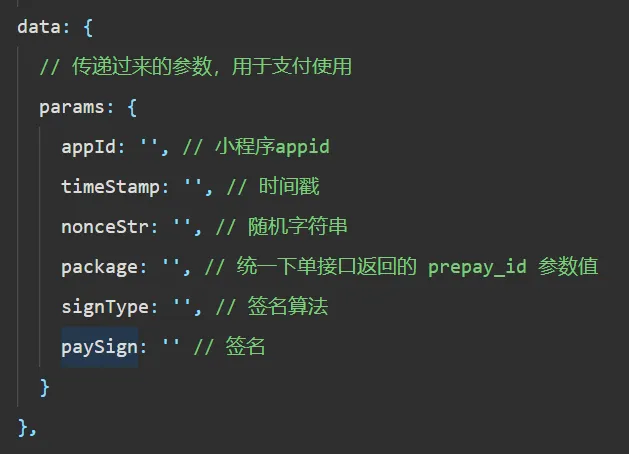 data: {
// 传递过来的参数，用于支付使用
params: {
appId: '', // 小程序appid
timeStamp: '', // 时间戳
nonceStr: '', // 随机字符串
package: '', // 统一下单接口返回的 prepay_id 参数值
signType: '', // 签名算法
paySign: '' // 签名
}
},